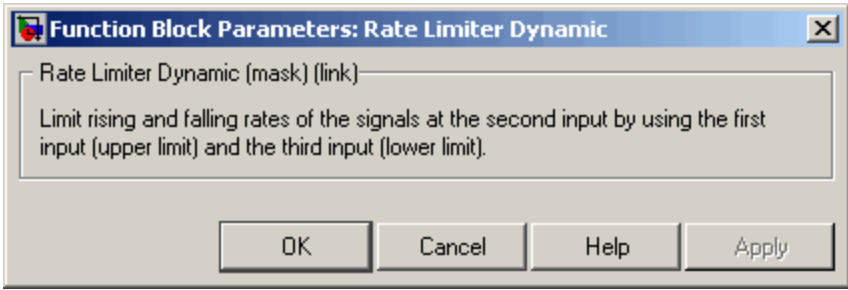 Function Block Parameters: Rate Limiter Dynamic
Rate Limiter Dynamic (mask) (link)
Limit rising and falling rates of the signals at the second input by using the first
input (upper limit) and the third input (lower limit).
OK Cancel Help Apply